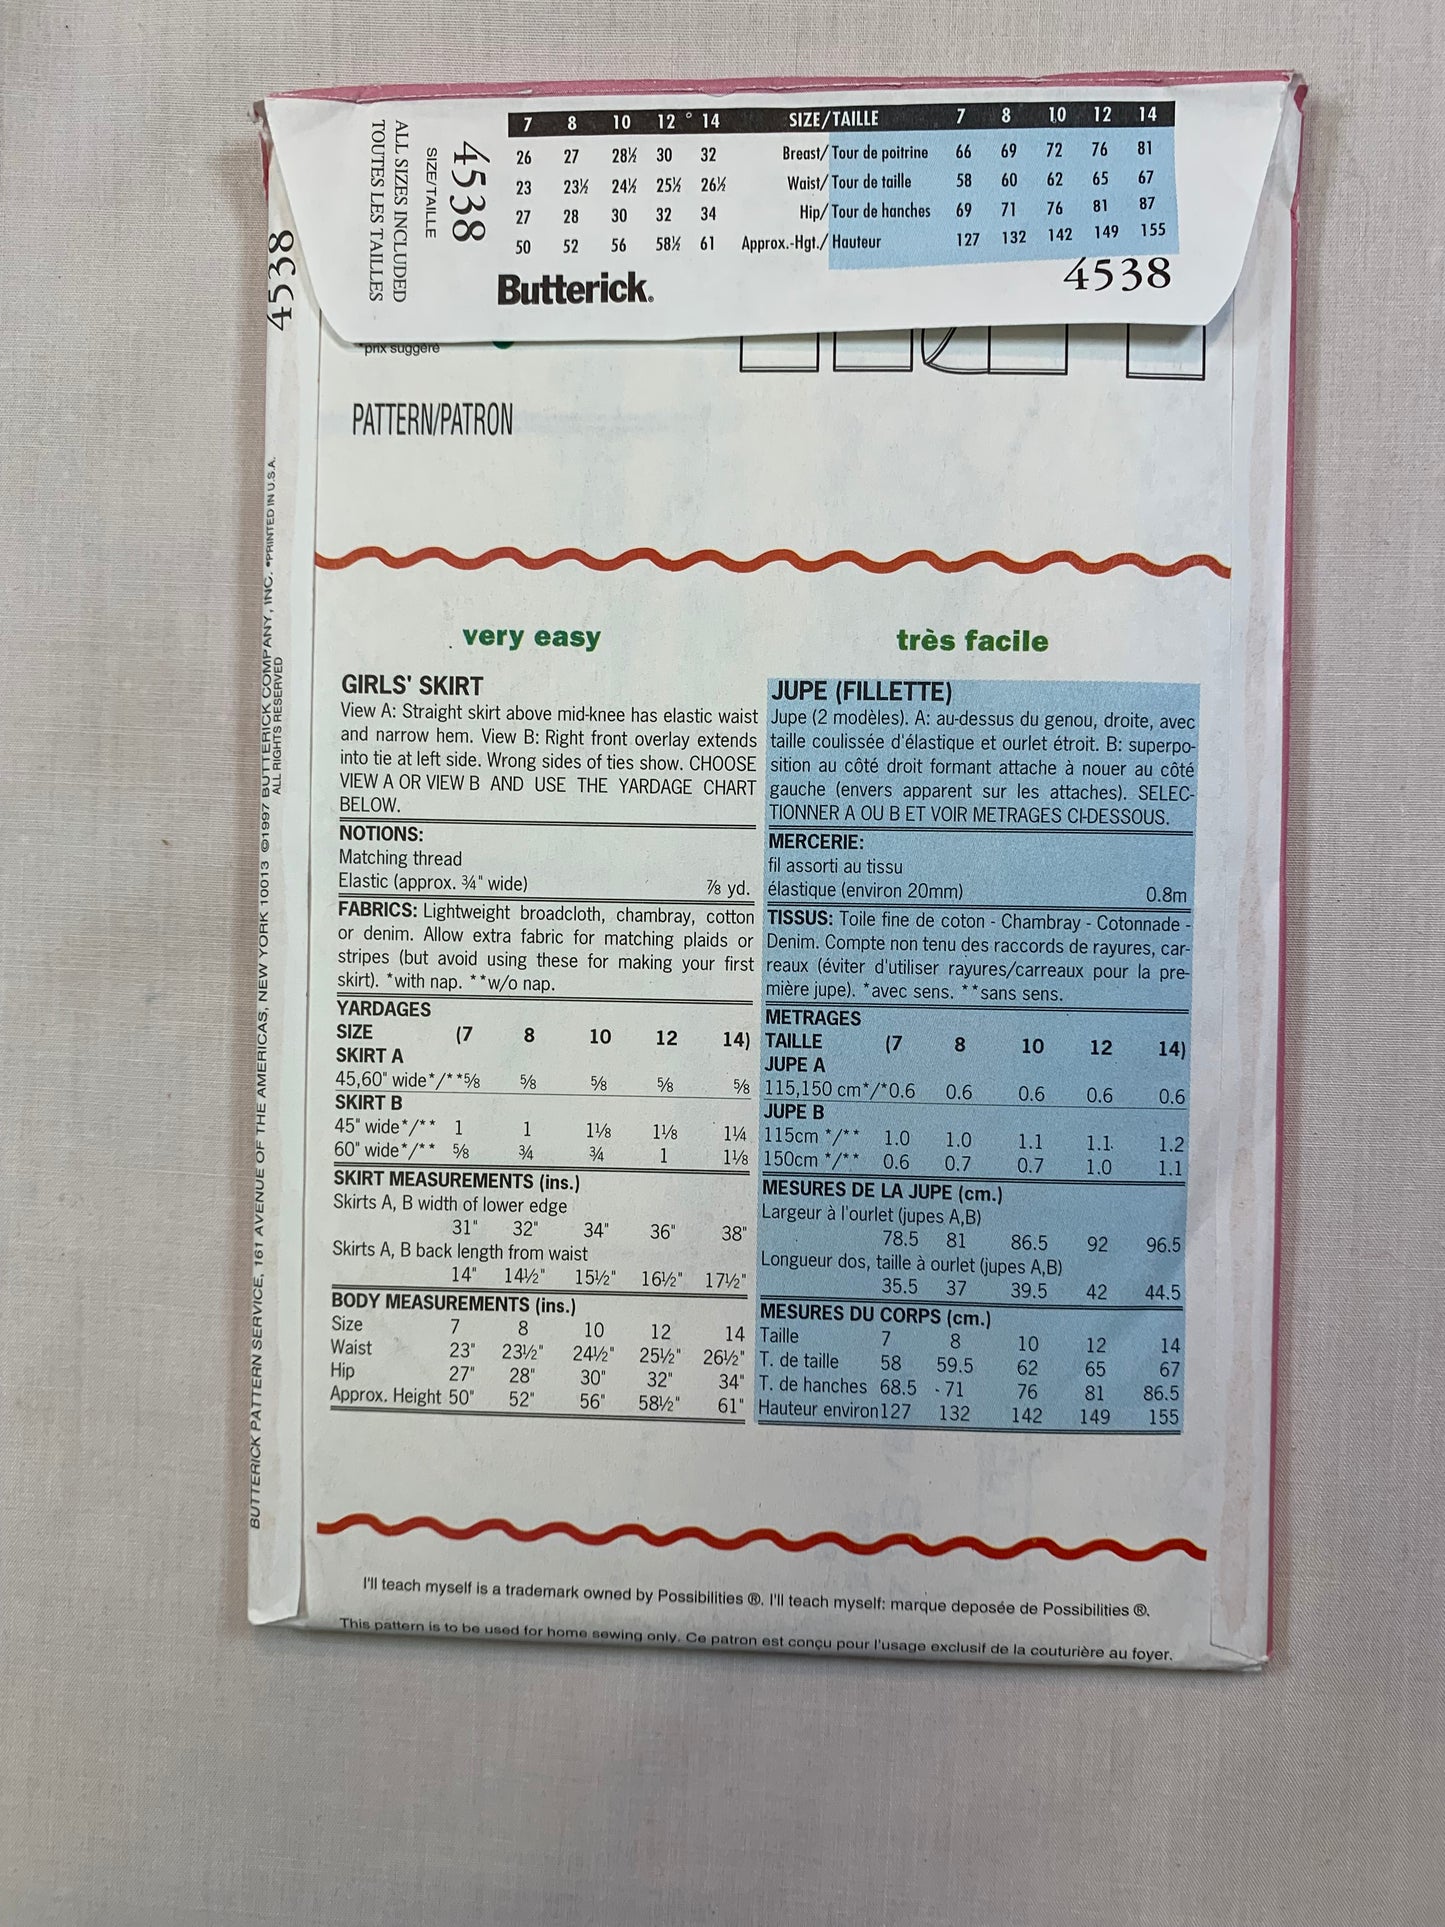 7 8 10 12 14 SIZE/TAILLE 7 8 10 12 14
26 27 28½ 30 32 Breast/Tour de poitrine 66 69 72 76 81
23 23½ 24½ 25½ 26½ Waist/Tour de taille 58 60 62 65 67
27 28 30 32 34 Hip/Tour de hanches 69 71 76 81 87
50 52 56 58½ 61 Approx.-Hgt./Hauteur 127 132 142 149 155
4538
SIZE/TAILLE
ALL SIZES INCLUDED
TOUTES LES TAILLES
Butterick.
4538
4538
*prix suggéré
PATTERN/PATRON
BUTTERICK PATTERN SERVICE, 161 AVENUE OF THE AMERICAS, NEW YORK 10013 ©1997 BUTTERICK COMPANY, INC. •PRINTED IN U.S.A.
ALL RIGHTS RESERVED
very easy
GIRLS' SKIRT
View A: Straight skirt above mid-knee has elastic waist
and narrow hem. View B: Right front overlay extends
into tie at left side. Wrong sides of ties show. CHOOSE
VIEW A OR VIEW B AND USE THE YARDAGE CHART
BELOW.
NOTIONS:
Matching thread
Elastic (approx. ¾" wide) ⅞ yd.
FABRICS: Lightweight broadcloth, chambray, cotton
or denim. Allow extra fabric for matching plaids or
stripes (but avoid using these for making your first
skirt). *with nap. **w/o nap.
YARDAGES
SIZE (7 8 10 12 14)
SKIRT A
45,60" wide*/**⅝ ⅝ ⅝ ⅝ ⅝
SKIRT B
45" wide*/** 1 1 1⅛ 1⅛ 1¼
60" wide*/** ⅝ ¾ ¾ 1 1⅛
SKIRT MEASUREMENTS (ins.)
Skirts A, B width of lower edge
31" 32" 34" 36" 38"
Skirts A, B back length from waist
14" 14½" 15½" 16½" 17½"
BODY MEASUREMENTS (ins.)
Size 7 8 10 12 14
Waist 23" 23½" 24½" 25½" 26½"
Hip 27" 28" 30" 32" 34"
Approx. Height 50" 52" 56" 58½" 61"
très facile
JUPE (FILLETTE)
Jupe (2 modèles). A: au-dessus du genou, droite, avec
taille coulissée d'élastique et ourlet étroit. B: superpo-
sition au côté droit formant attache à nouer au côté
gauche (envers apparent sur les attaches). SELEC-
TIONNER A OU B ET VOIR METRAGES CI-DESSOUS.
MERCERIE:
fil assorti au tissu
élastique (environ 20mm) 0.8m
TISSUS: Toile fine de coton - Chambray - Cotonnade -
Denim. Compte non tenu des raccords de rayures, car-
reaux (éviter d'utiliser rayures/carreaux pour la pre-
mière jupe). *avec sens. **sans sens.
METRAGES
TAILLE (7 8 10 12 14)
JUPE A
115,150 cm*/*0.6 0.6 0.6 0.6 0.6
JUPE B
115cm */** 1.0 1.0 1.1 1.1 1.2
150cm */** 0.6 0.7 0.7 1.0 1.1
MESURES DE LA JUPE (cm.)
Largeur à l'ourlet (jupes A,B)
78.5 81 86.5 92 96.5
Longueur dos, taille à ourlet (jupes A,B)
35.5 37 39.5 42 44.5
MESURES DU CORPS (cm.)
Taille 7 8 10 12 14
T. de taille 58 59.5 62 65 67
T. de hanches 68.5 71 76 81 86.5
Hauteur environ127 132 142 149 155
I'll teach myself is a trademark owned by Possibilities ®. I'll teach myself: marque deposée de Possibilities ®.
This pattern is to be used for home sewing only. Ce patron est conçu pour l'usage exclusif de la couturière au foyer.